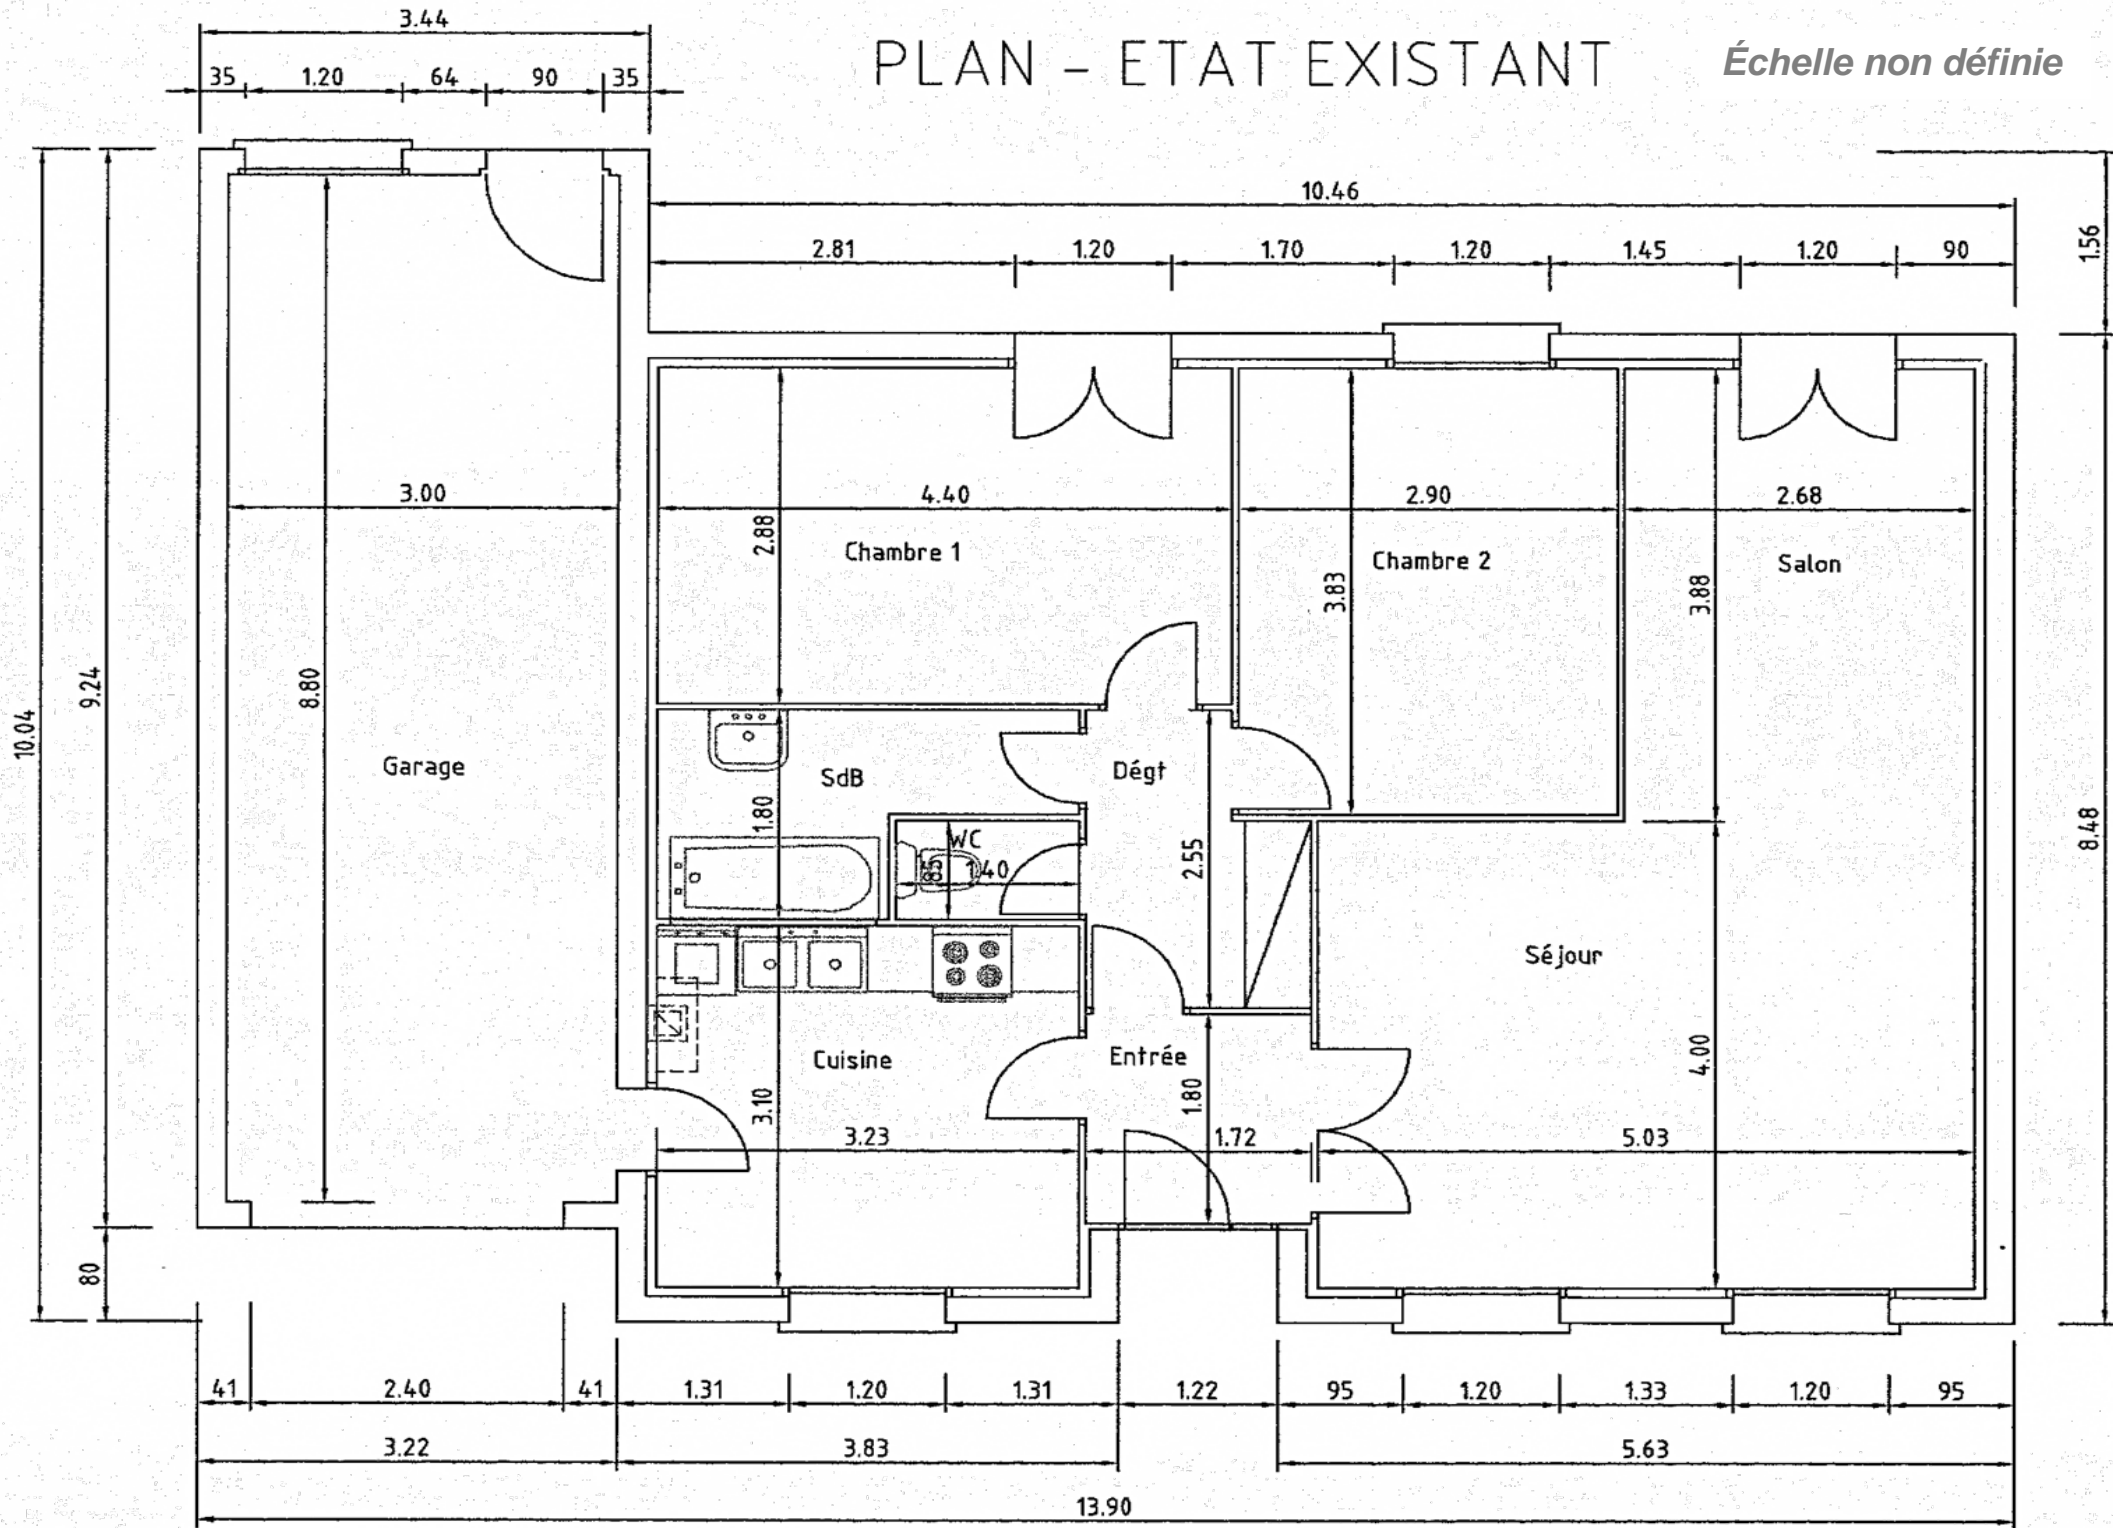 3.44
PLAN - ETAT EXISTANT
Échelle non définie
35 1.20 64 90 35
10.46
2.81 1.20 1.70 1.20 1.45 1.20 90
1.56
3.00
4.40
2.90
2.68
2.88
Chambre 1
Chambre 2
Salon
3.83
3.88
10.04
9.24
8.80
Garage
SdB
Dégt
1.80
WC
85
1.40
2.55
8.48
Séjour
Cuisine
Entrée
3.10
1.80
4.00
3.23
1.72
5.03
80
41 2.40 41 1.31 1.20 1.31 1.22 95 1.20 1.33 1.20 95
3.22 3.83 5.63
13.90